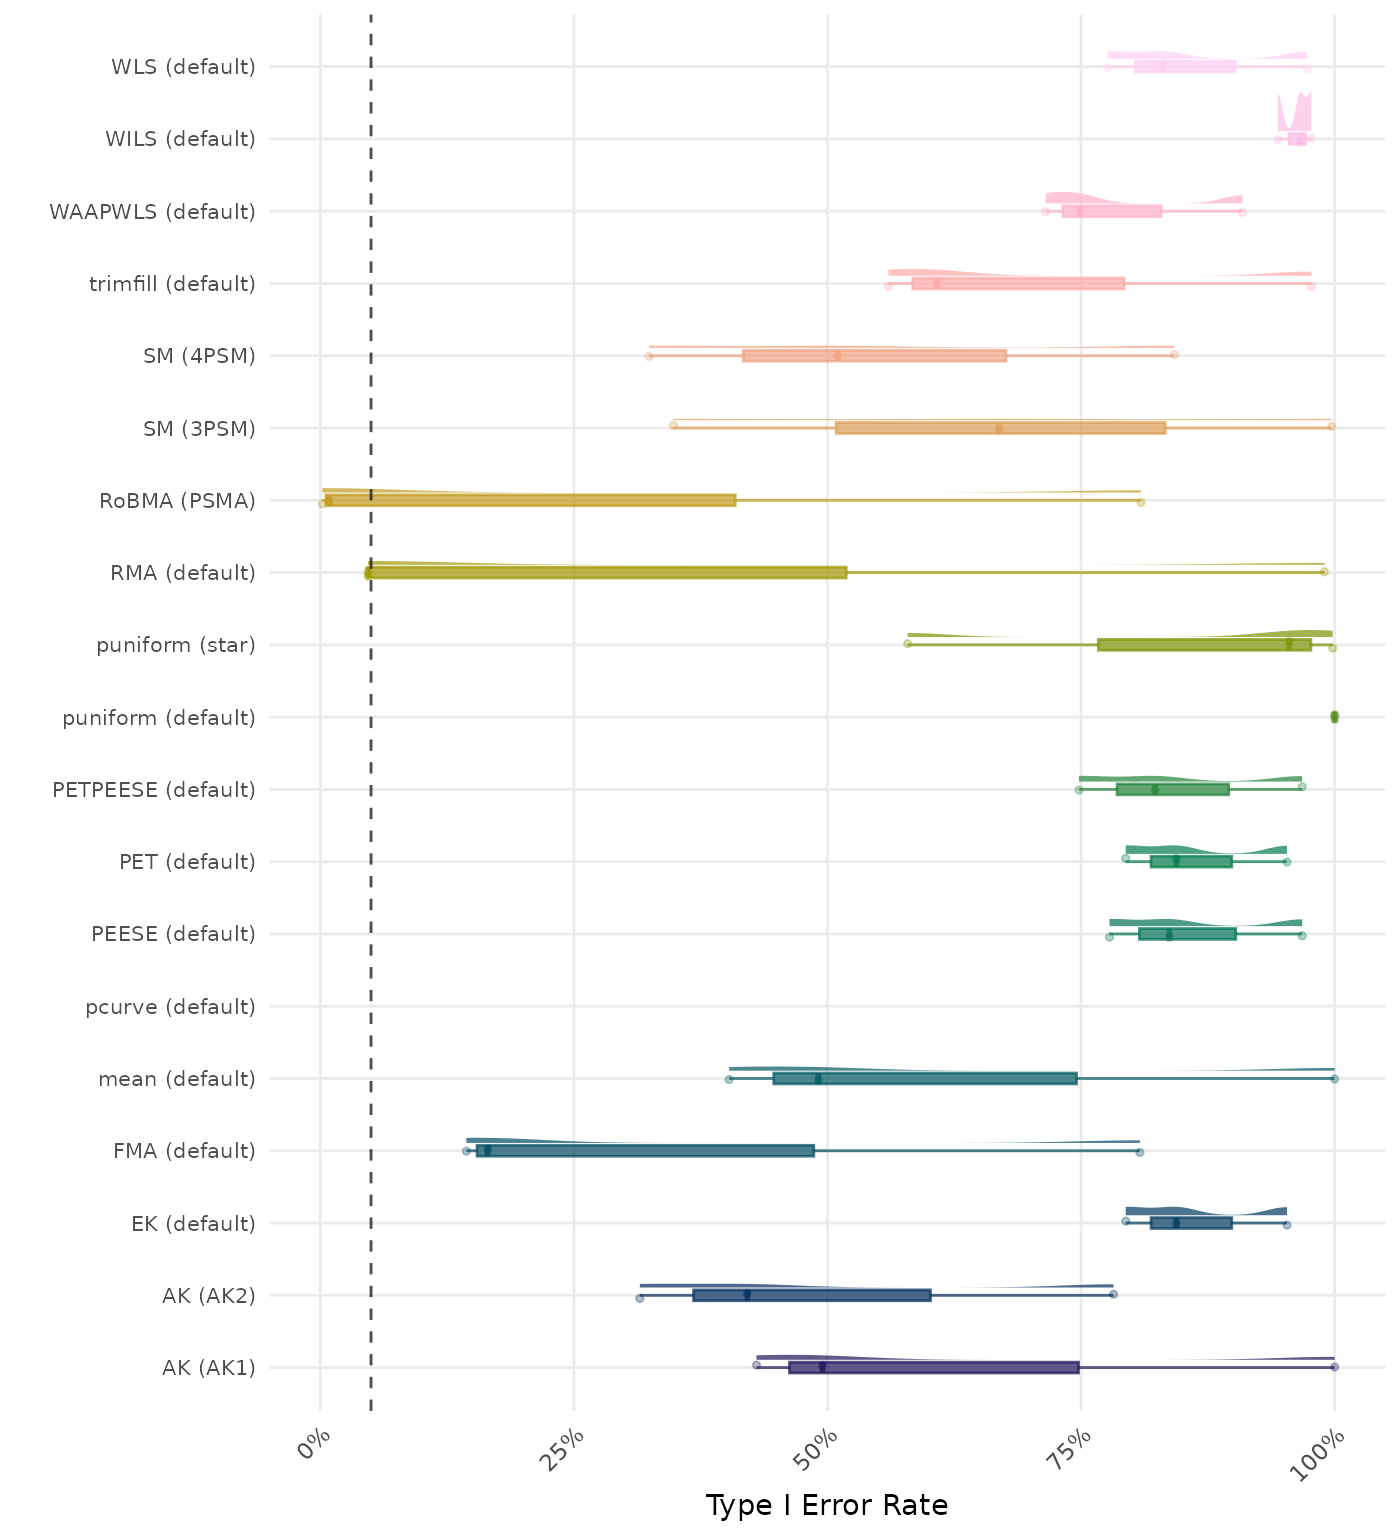 WLS (default)
WILS (default)
WAAPWLS (default)
trimfill (default)
SM (4PSM)
SM (3PSM)
RoBMA (PSMA)
RMA (default)
puniform (star)
puniform (default)
PETPEESE (default)
PET (default)
PEESE (default)
pcurve (default)
mean (default)
FMA (default)
EK (default)
AK (AK2)
AK (AK1)
0%
25%
50%
75%
100%
Type I Error Rate